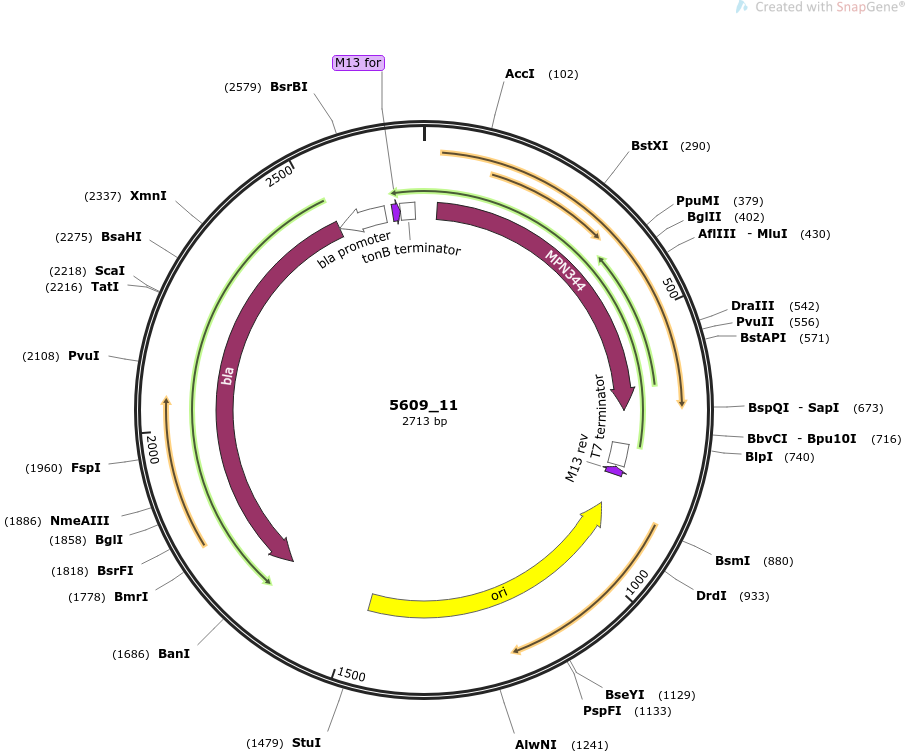 Created with SnapGene®
M13 for
(2579) BsrBI
AccI (102)
BstXI (290)
PpuMI (379)
BglII (402)
AflIII - MluI (430)
DraIII (542)
PvuII (556)
BstAPI (571)
BspQI - SapI (673)
BbvCI - Bpu10I (716)
BlpI (740)
BsmI (880)
DrdI (933)
BseYI (1129)
PspFI (1133)
AlwNI (1241)
(1479) StuI
(1686) BanI
(1778) BmrI
(1818) BsrFI
(1858) BglI
(1886) NmeAIII
(1960) FspI
(2108) PvuI
(2216) TatI
(2218) ScaI
(2275) BsaHI
(2337) XmnI
500
1000
1500
2000
2500
bla promoter
tonB terminator
MPN344
T7 terminator
M13 rev
ori
bla
5609_11
2713 bp